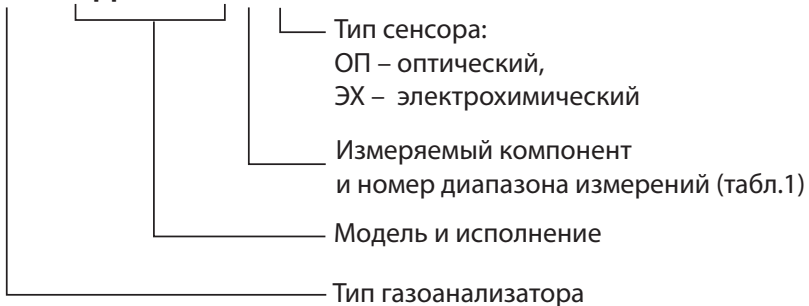 Тип сенсора:
ОП – оптический,
ЭХ – электрохимический
Измеряемый компонент
и номер диапазона измерений (табл.1)
Модель и исполнение
Тип газоанализатора